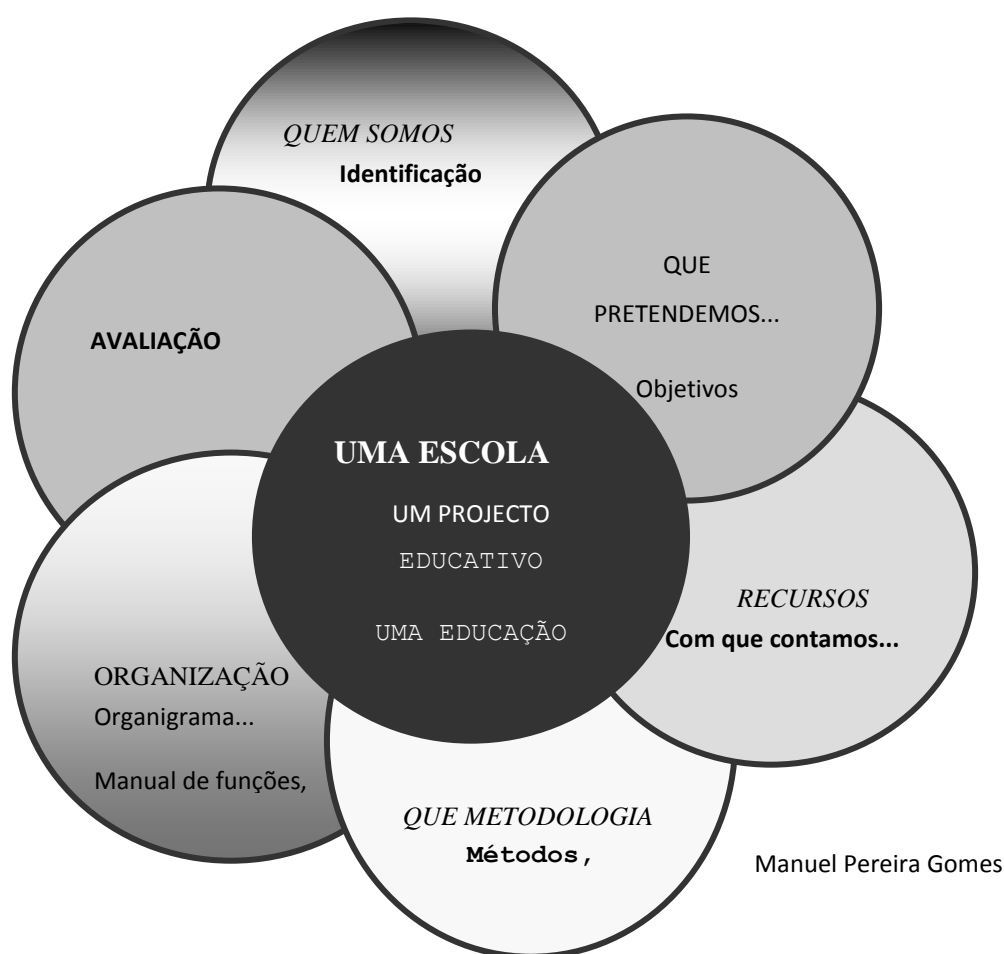 QUEM SOMOS
Identificação
QUE
PRETENDEMOS...
Objetivos
AVALIAÇÃO
UMA ESCOLA
UM PROJECTO
EDUCATIVO
UMA EDUCAÇÃO
RECURSOS
Com que contamos...
ORGANIZAÇÃO
Organigrama...
Manual de funções,
QUE METODOLOGIA
Métodos,
Manuel Pereira Gomes